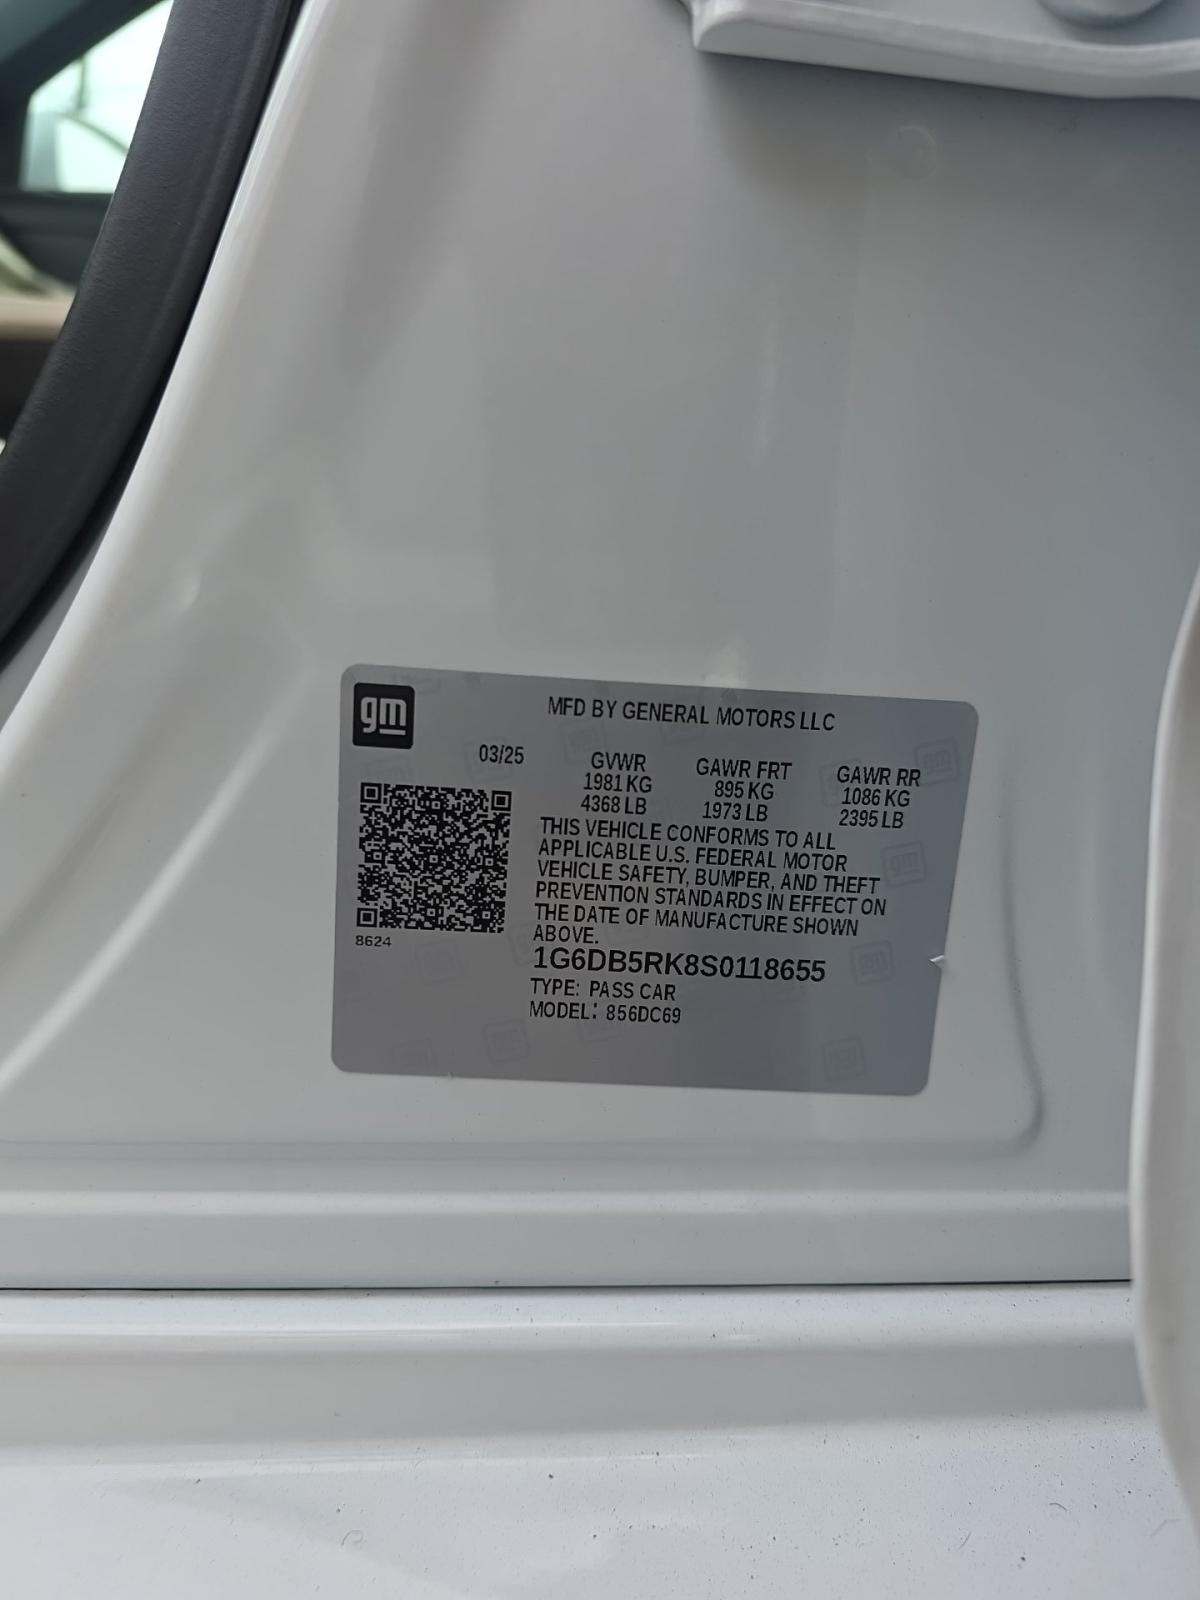 gm
MFD BY GENERAL MOTORS LLC
03/25 GVWR GAWR FRT GAWR RR
1981 KG 895 KG 1086 KG
4368 LB 1973 LB 2395 LB
THIS VEHICLE CONFORMS TO ALL
APPLICABLE U.S. FEDERAL MOTOR
VEHICLE SAFETY, BUMPER, AND THEFT
PREVENTION STANDARDS IN EFFECT ON
THE DATE OF MANUFACTURE SHOWN
ABOVE.
8624
1G6DB5RK8S0118655
TYPE: PASS CAR
MODEL: 856DC69